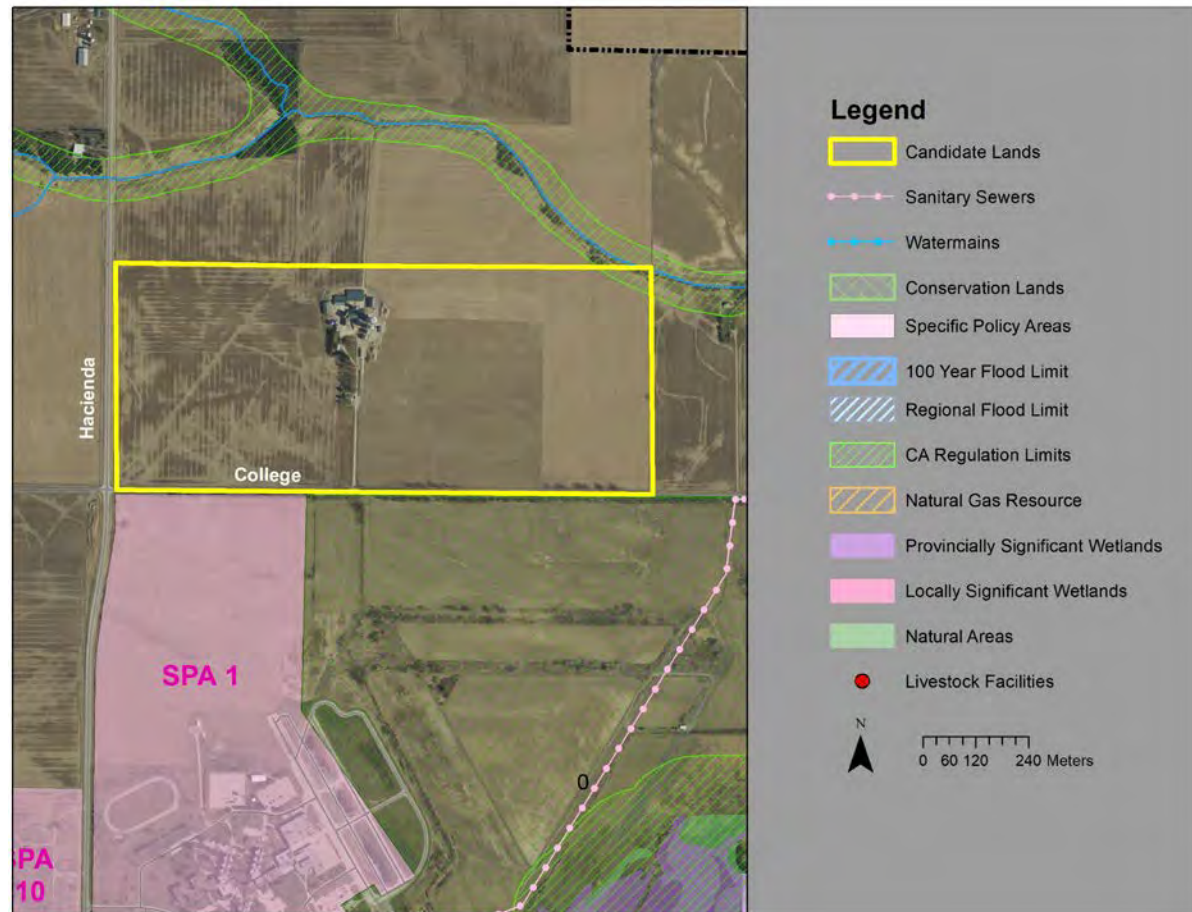 Hacienda
College
SPA 1
0
SPA
10
Legend
Candidate Lands
Sanitary Sewers
Watermains
Conservation Lands
Specific Policy Areas
100 Year Flood Limit
Regional Flood Limit
CA Regulation Limits
Natural Gas Resource
Provincially Significant Wetlands
Locally Significant Wetlands
Natural Areas
Livestock Facilities
N
0 60 120 240 Meters